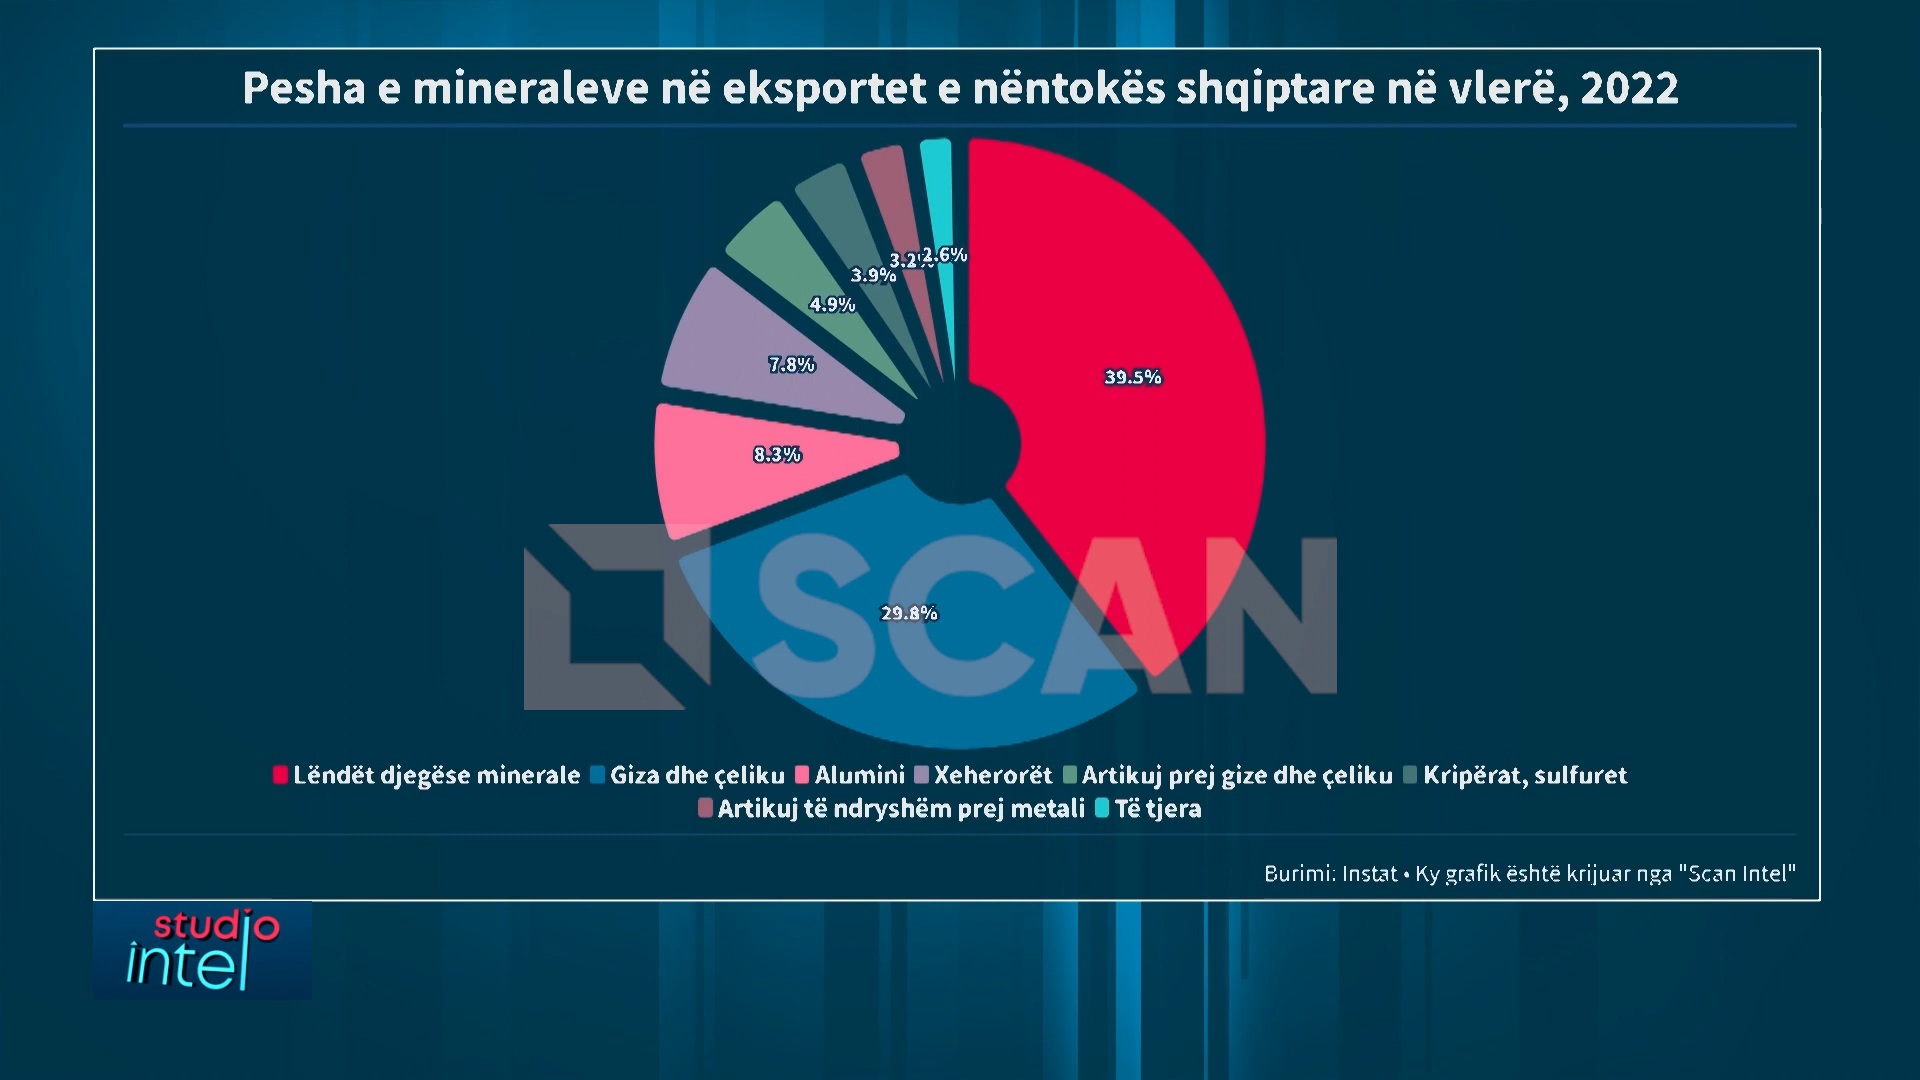 Pesha e mineraleve në eksportet e nëntokës shqiptare në vlerë, 2022
2.6%
3.2%
3.9%
4.9%
7.8%
39.5%
8.3%
29.8%
SCAN
Lëndët djegëse minerale Giza dhe çeliku Alumini Xeherorët Artikuj prej gize dhe çeliku Kripërat, sulfuret
Artikuj të ndryshëm prej metali Të tjera
Burimi: Instat • Ky grafik është krijuar nga "Scan Intel"
studio
intel